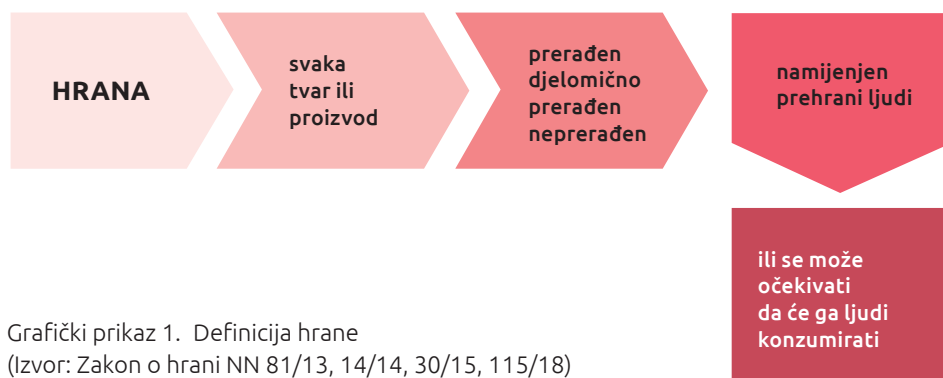 HRANA
svaka
tvar ili
proizvod
prerađen
djelomično
prerađen
neprerađen
namijenjen
prehrani ljudi
ili se može
očekivati
da će ga ljudi
konzumirati
Grafički prikaz 1. Definicija hrane
(Izvor: Zakon o hrani NN 81/13, 14/14, 30/15, 115/18)